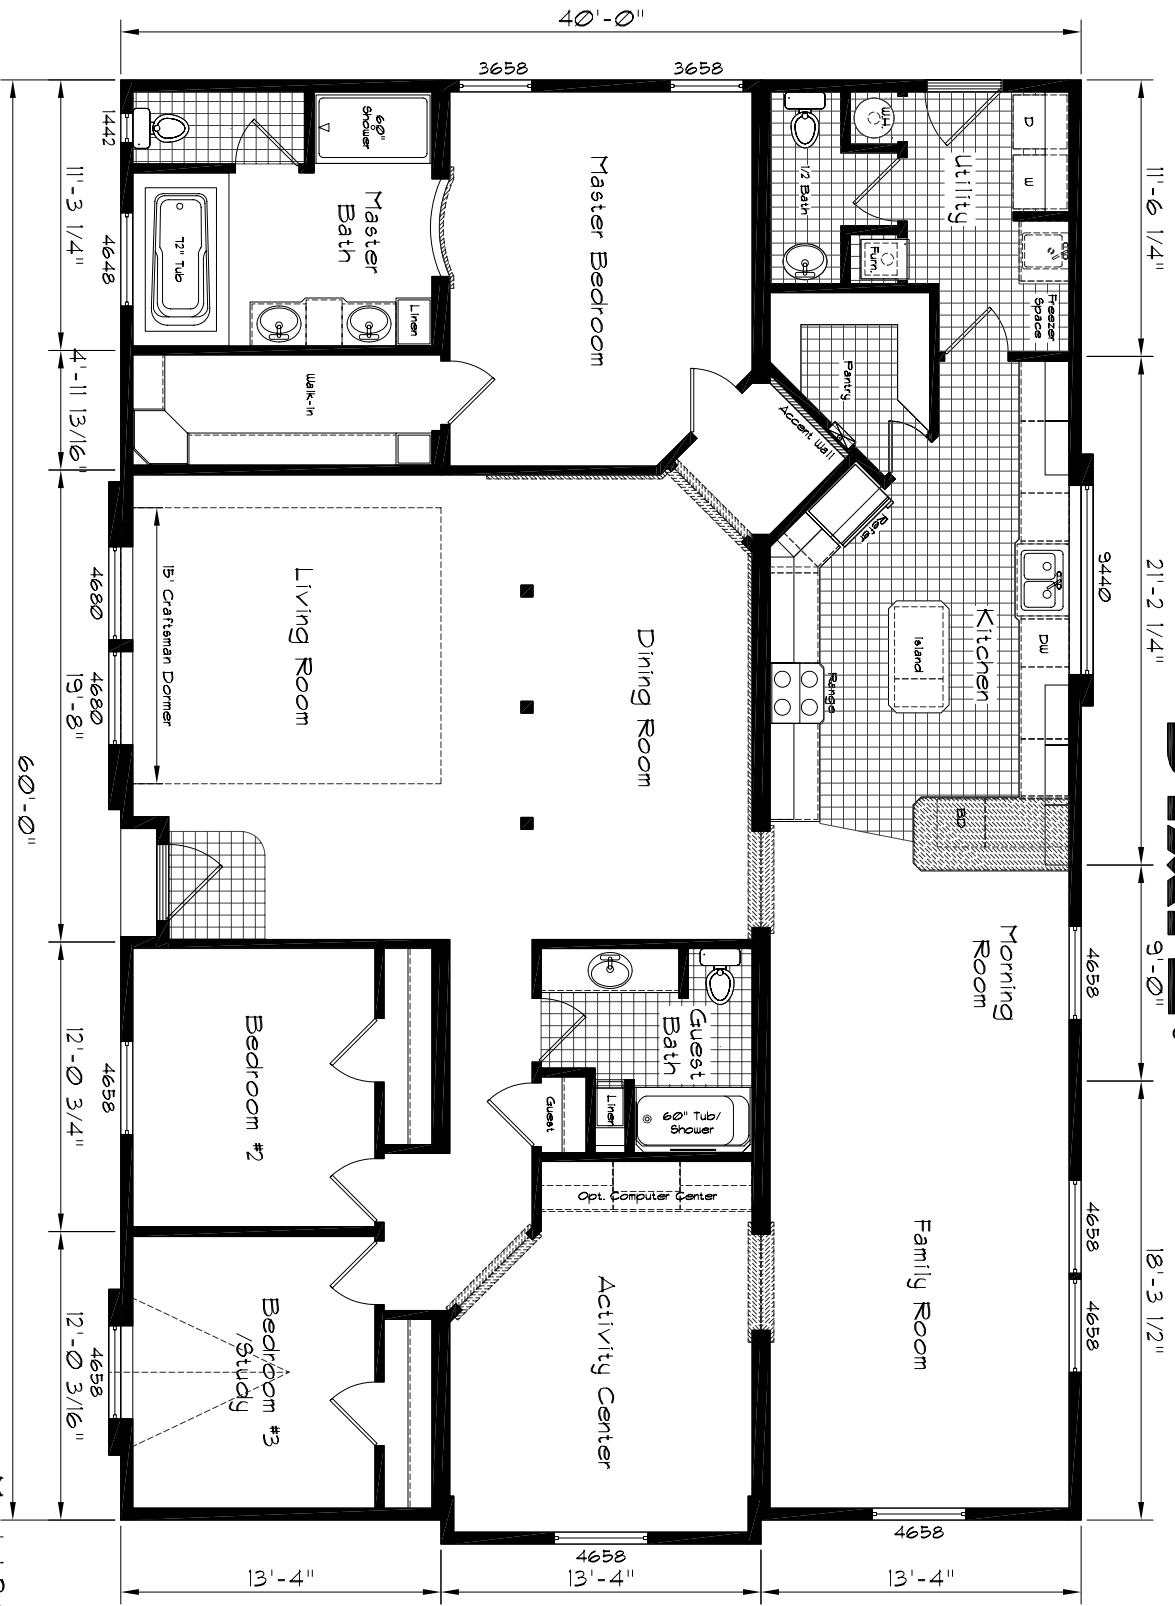 40'-0"
3658
3658
1442
11'-3 1/4"
4648
4'-11 13/16"
4680
4680
19'-8"
60'-0"
12'-0 3/4"
4658
12'-0 3/16"
4658
11'-6 1/4"
21'-2 1/4"
9440
9'-0"
4658
18'-3 1/2"
4658
4658
60"
Shower
Master
Bath
72" Tub
Linen
Walk-in
Master Bedroom
W.H.
1/2 Bath
Furn.
Utility
D
W
Freezer
Space
Pantry
Accent Wall
Refer
Kitchen
Island
DW
Range
BD
15' Craftsman Dormer
Living Room
Dining Room
Morning
Room
Guest
Bath
Linen
Guest
60" Tub/
Shower
Opt. Computer Center
Bedroom #2
Bedroom #3
/Study
Activity Center
Family Room
4658
4658
13'-4"
13'-4"
13'-4"